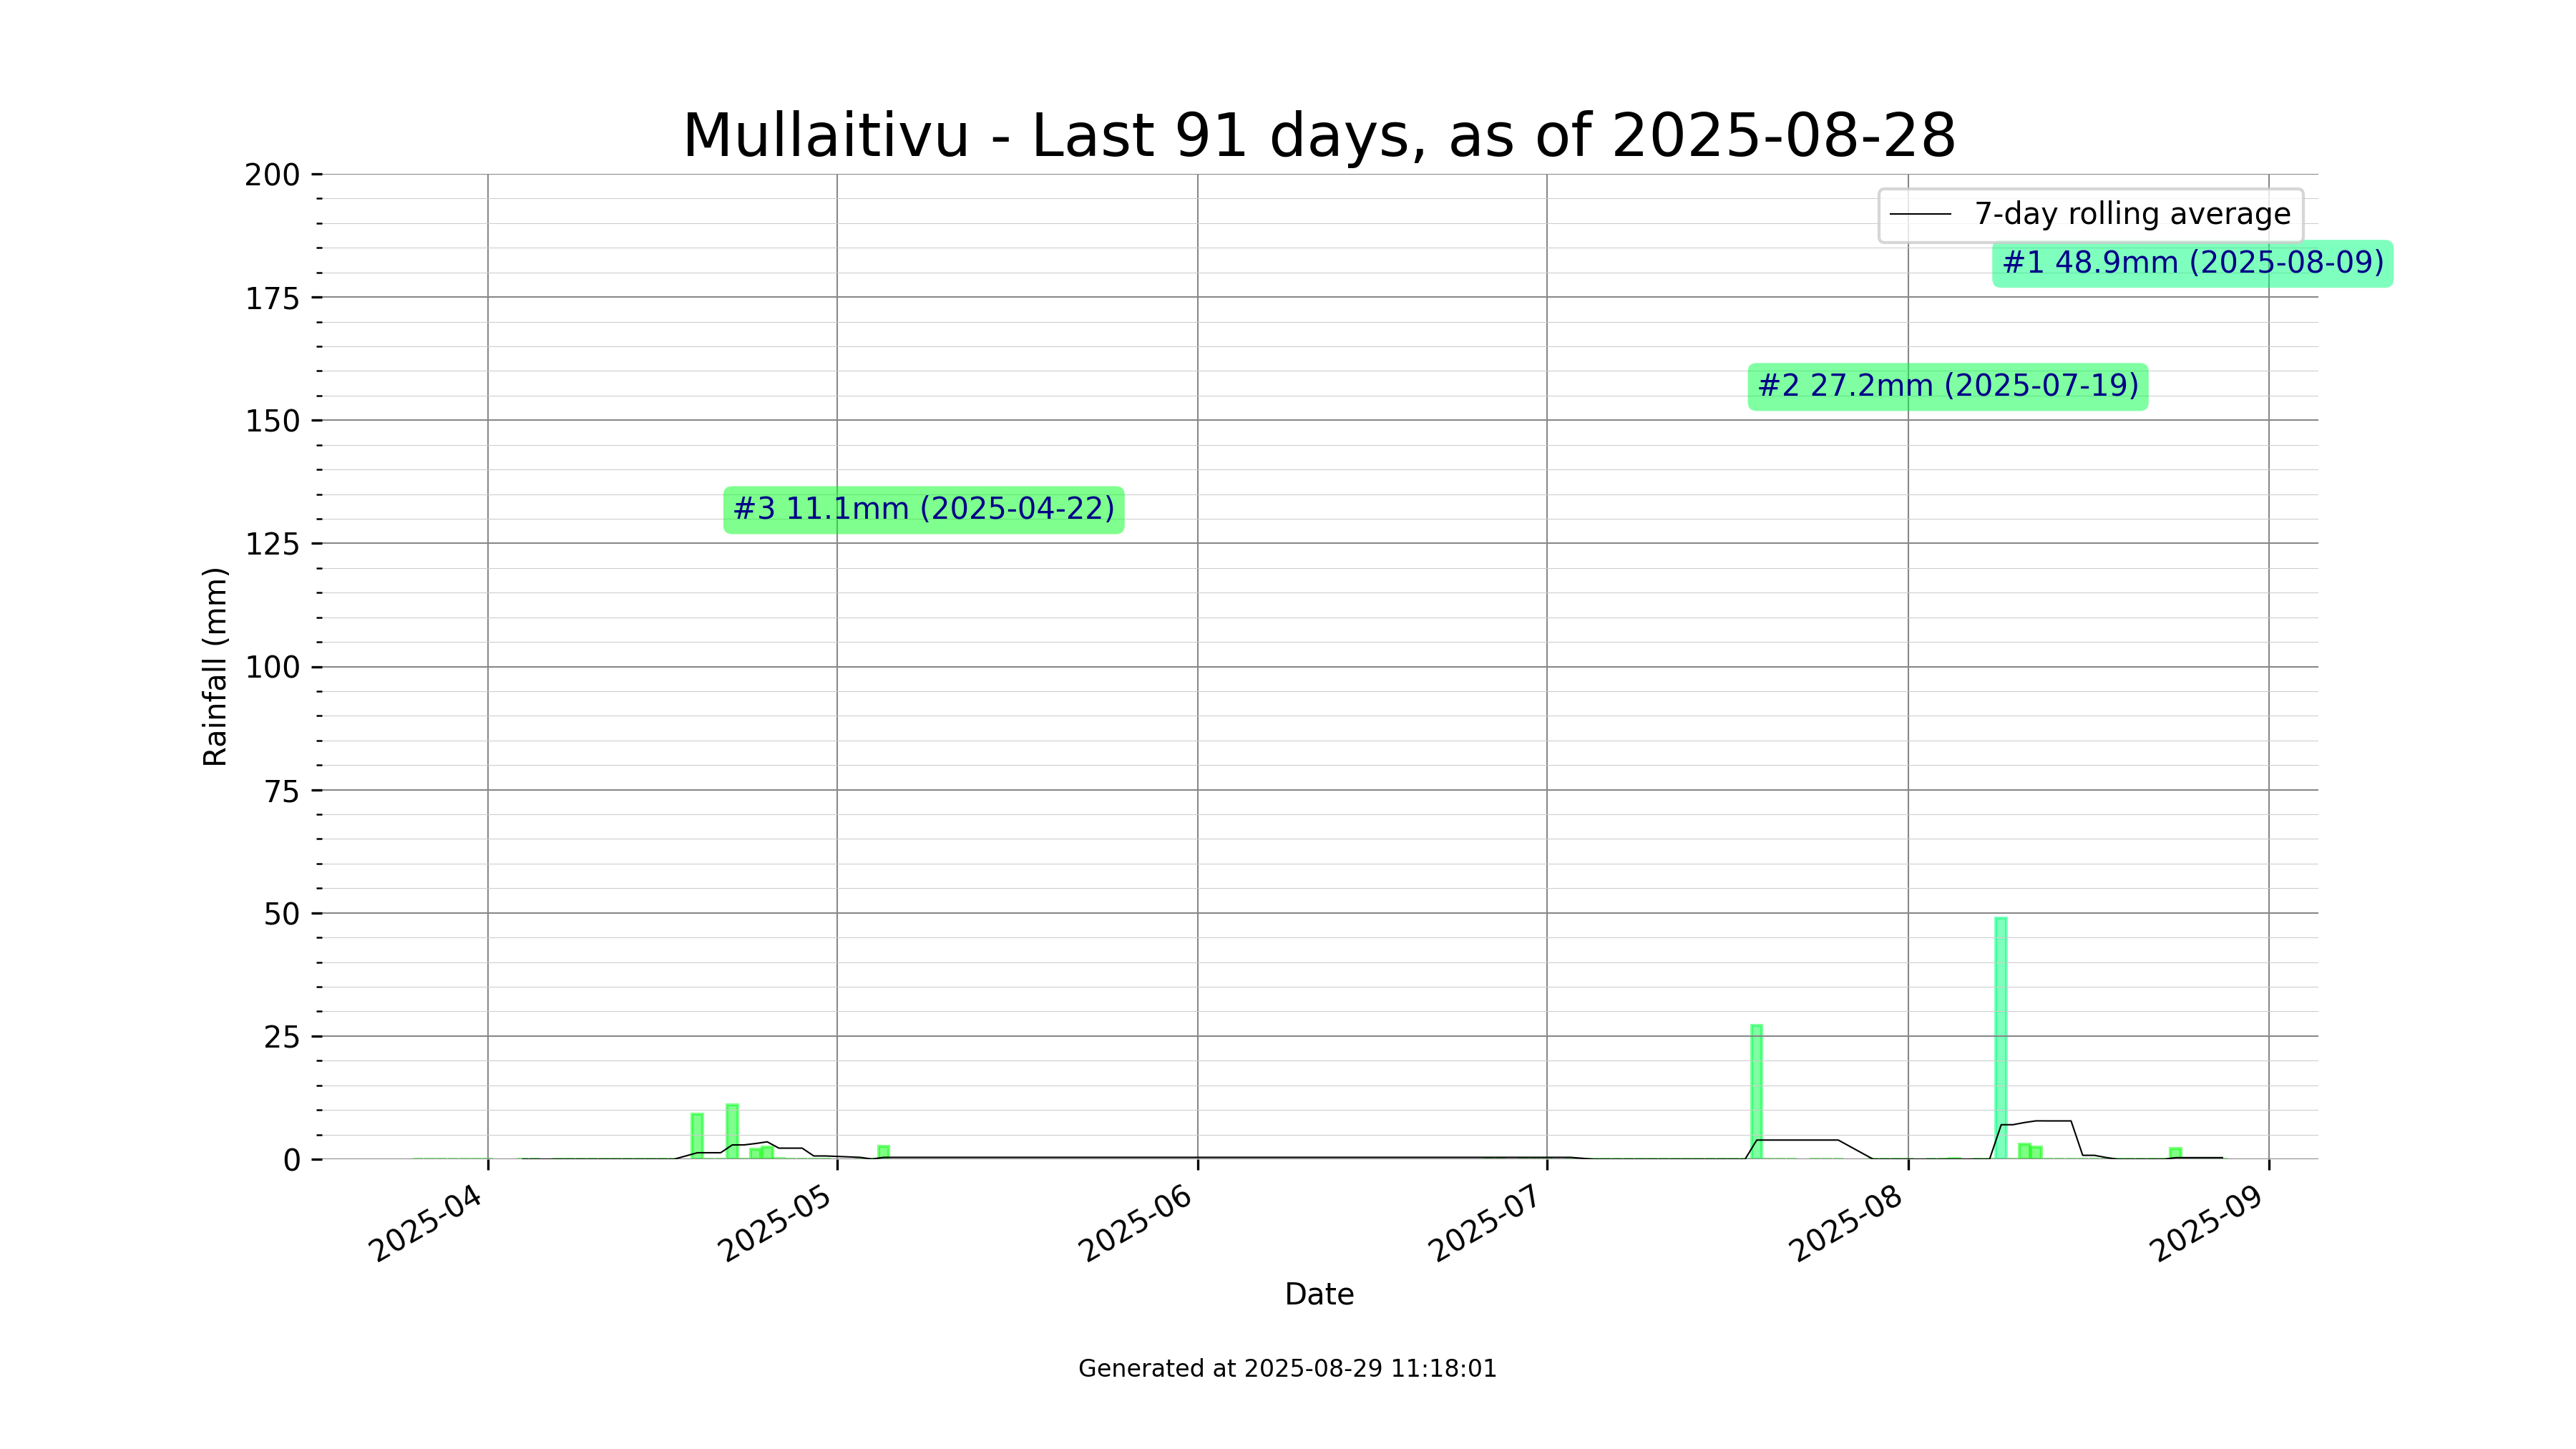 Mullaitivu - Last 91 days, as of 2025-08-28
200
175
150
125
100
75
50
25
0
Rainfall (mm)
7-day rolling average
#1 48.9mm (2025-08-09)
#2 27.2mm (2025-07-19)
#3 11.1mm (2025-04-22)
2025-04
2025-05
2025-06
2025-07
2025-08
2025-09
Date
Generated at 2025-08-29 11:18:01